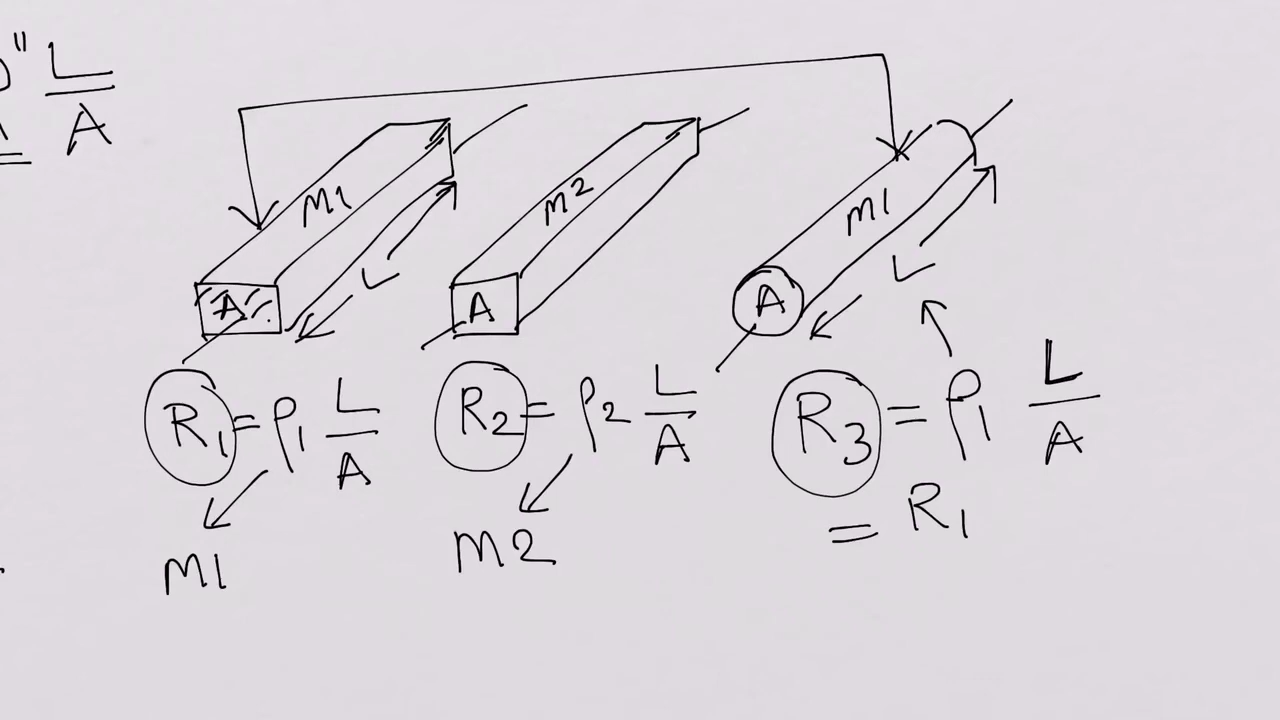 " L
A
M1
M2
M1
L
L
A
A
A
R1 = ρ1 L/A
R2 = ρ2 L/A
R3 = ρ1 L/A
= R1
M1
M2